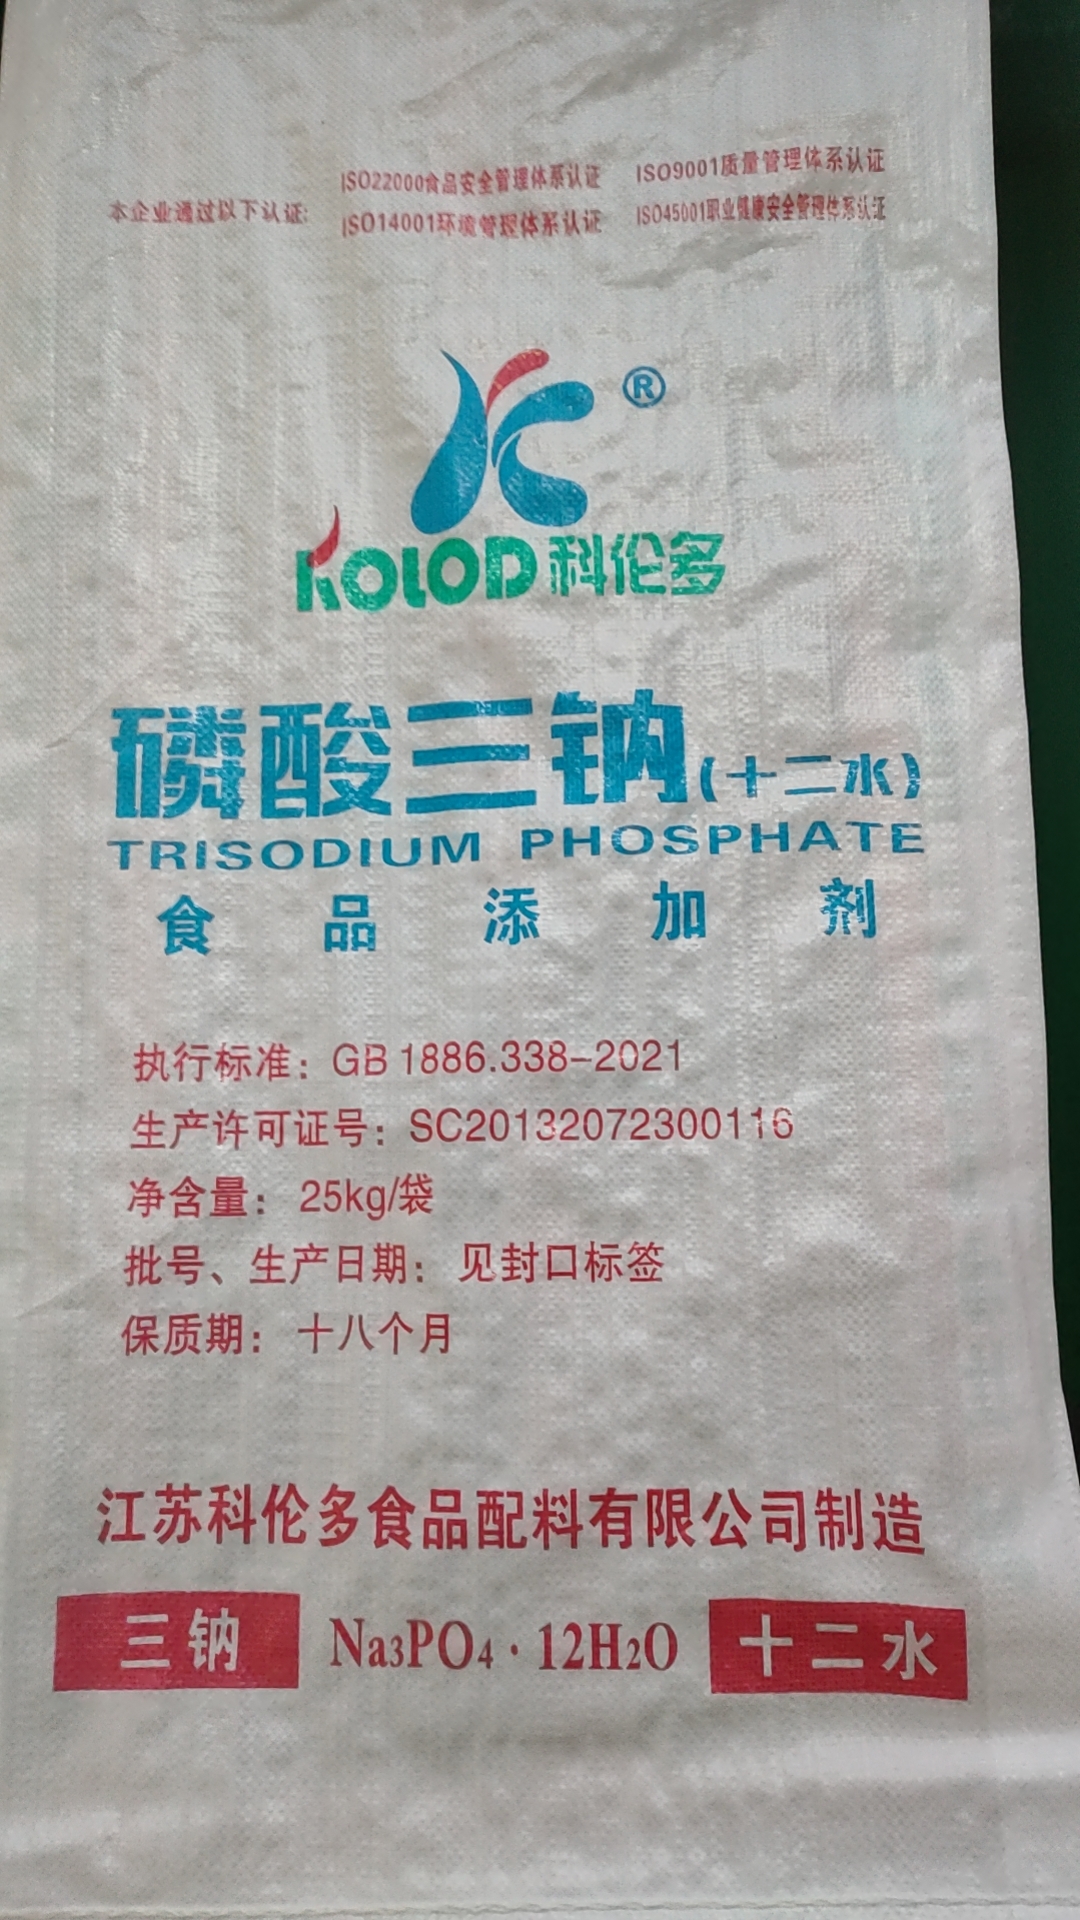 本企业通过以下认证:
ISO22000食品安全管理体系认证 ISO9001质量管理体系认证
ISO14001环境管理体系认证 ISO45001职业健康安全管理体系认证
®
KOLOD科伦多
磷酸三钠(十二水)
TRISODIUM PHOSPHATE
食品添加剂
执行标准：GB 1886.338-2021
生产许可证号：SC20132072300116
净含量：25kg/袋
批号、生产日期：见封口标签
保质期：十八个月
江苏科伦多食品配料有限公司制造
三钠 Na3PO4·12H2O 十二水